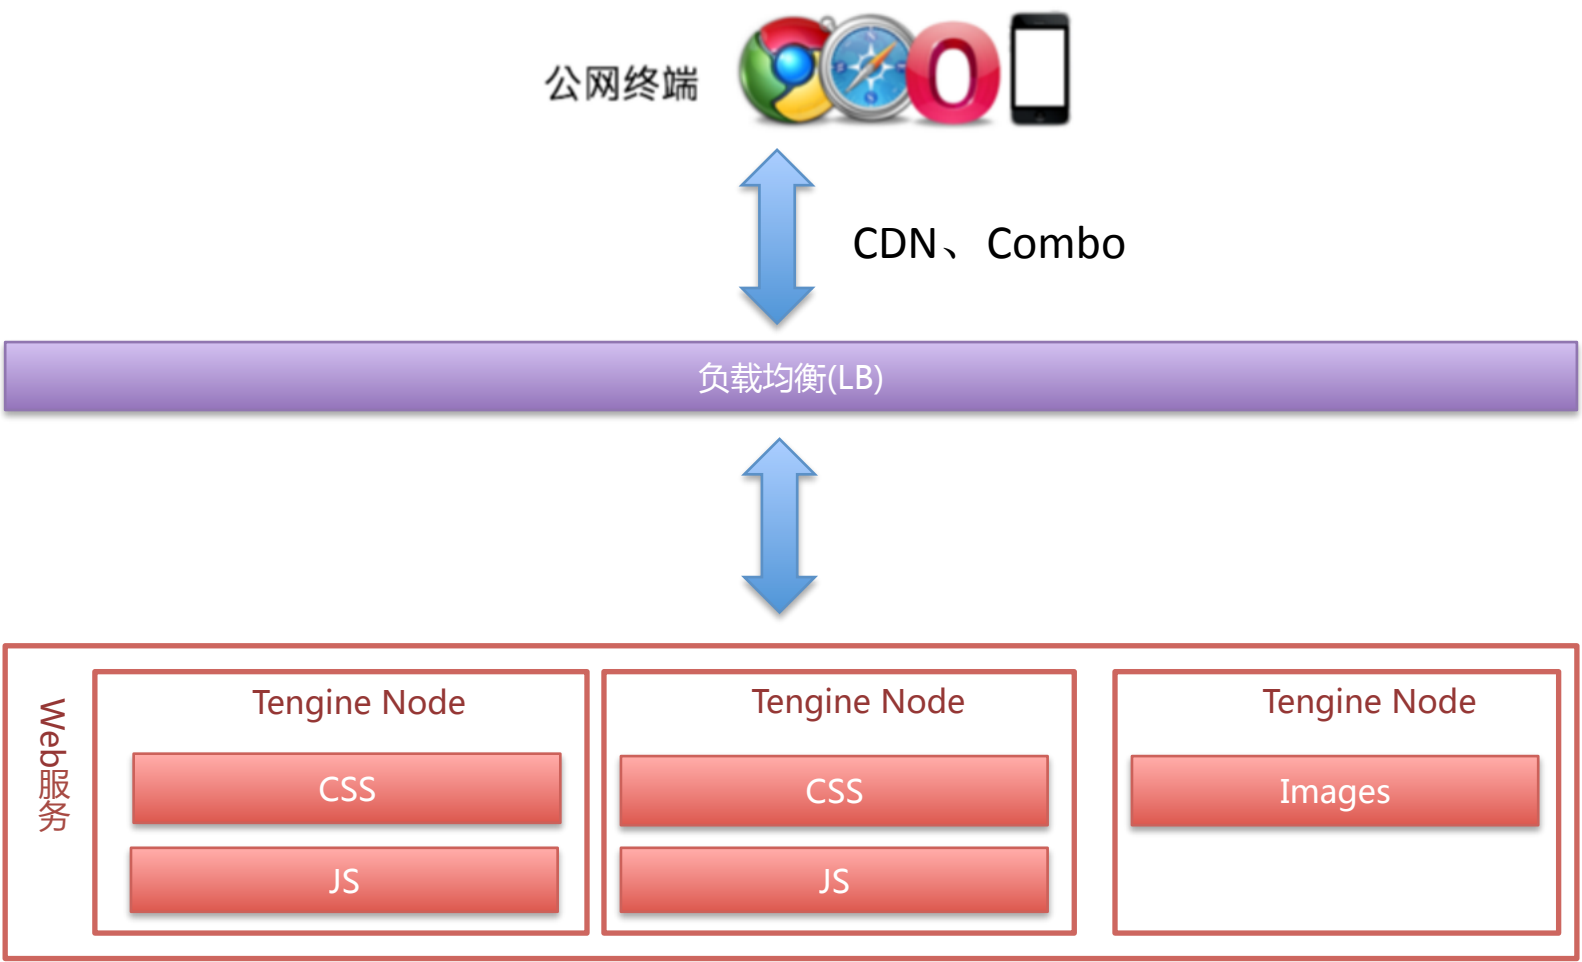 公网终端
CDN、Combo
负载均衡(LB)
Web服务
Tengine Node
CSS
JS
Tengine Node
CSS
JS
Tengine Node
Images